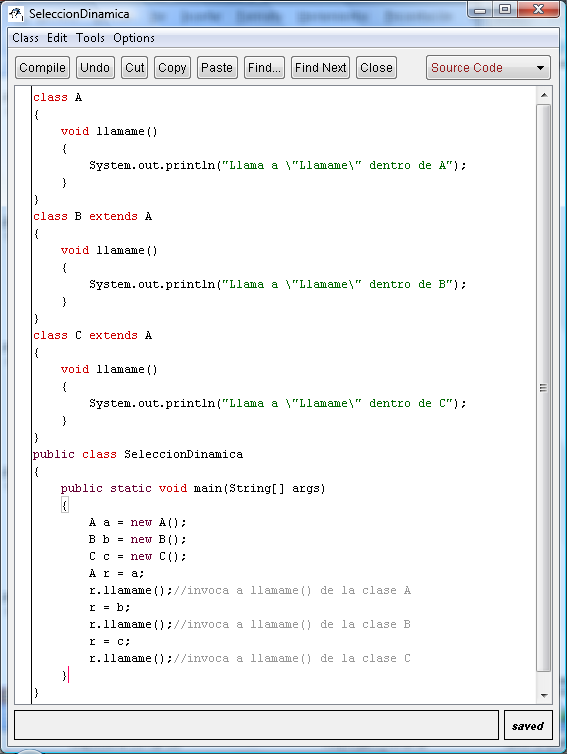 SeleccionDinamica
Class Edit Tools Options
Compile Undo Cut Copy Paste Find... Find Next Close Source Code
class A
{
    void llamame()
    {
        System.out.println("Llama a \"Llamame\" dentro de A");
    }
}
class B extends A
{
    void llamame()
    {
        System.out.println("Llama a \"Llamame\" dentro de B");
    }
}
class C extends A
{
    void llamame()
    {
        System.out.println("Llama a \"Llamame\" dentro de C");
    }
}
public class SeleccionDinamica
{
    public static void main(String[] args)
    {
        A a = new A();
        B b = new B();
        C c = new C();
        A r = a;
        r.llamame();//invoca a llamame() de la clase A
        r = b;
        r.llamame();//invoca a llamame() de la clase B
        r = c;
        r.llamame();//invoca a llamame() de la clase C
    }
}
saved